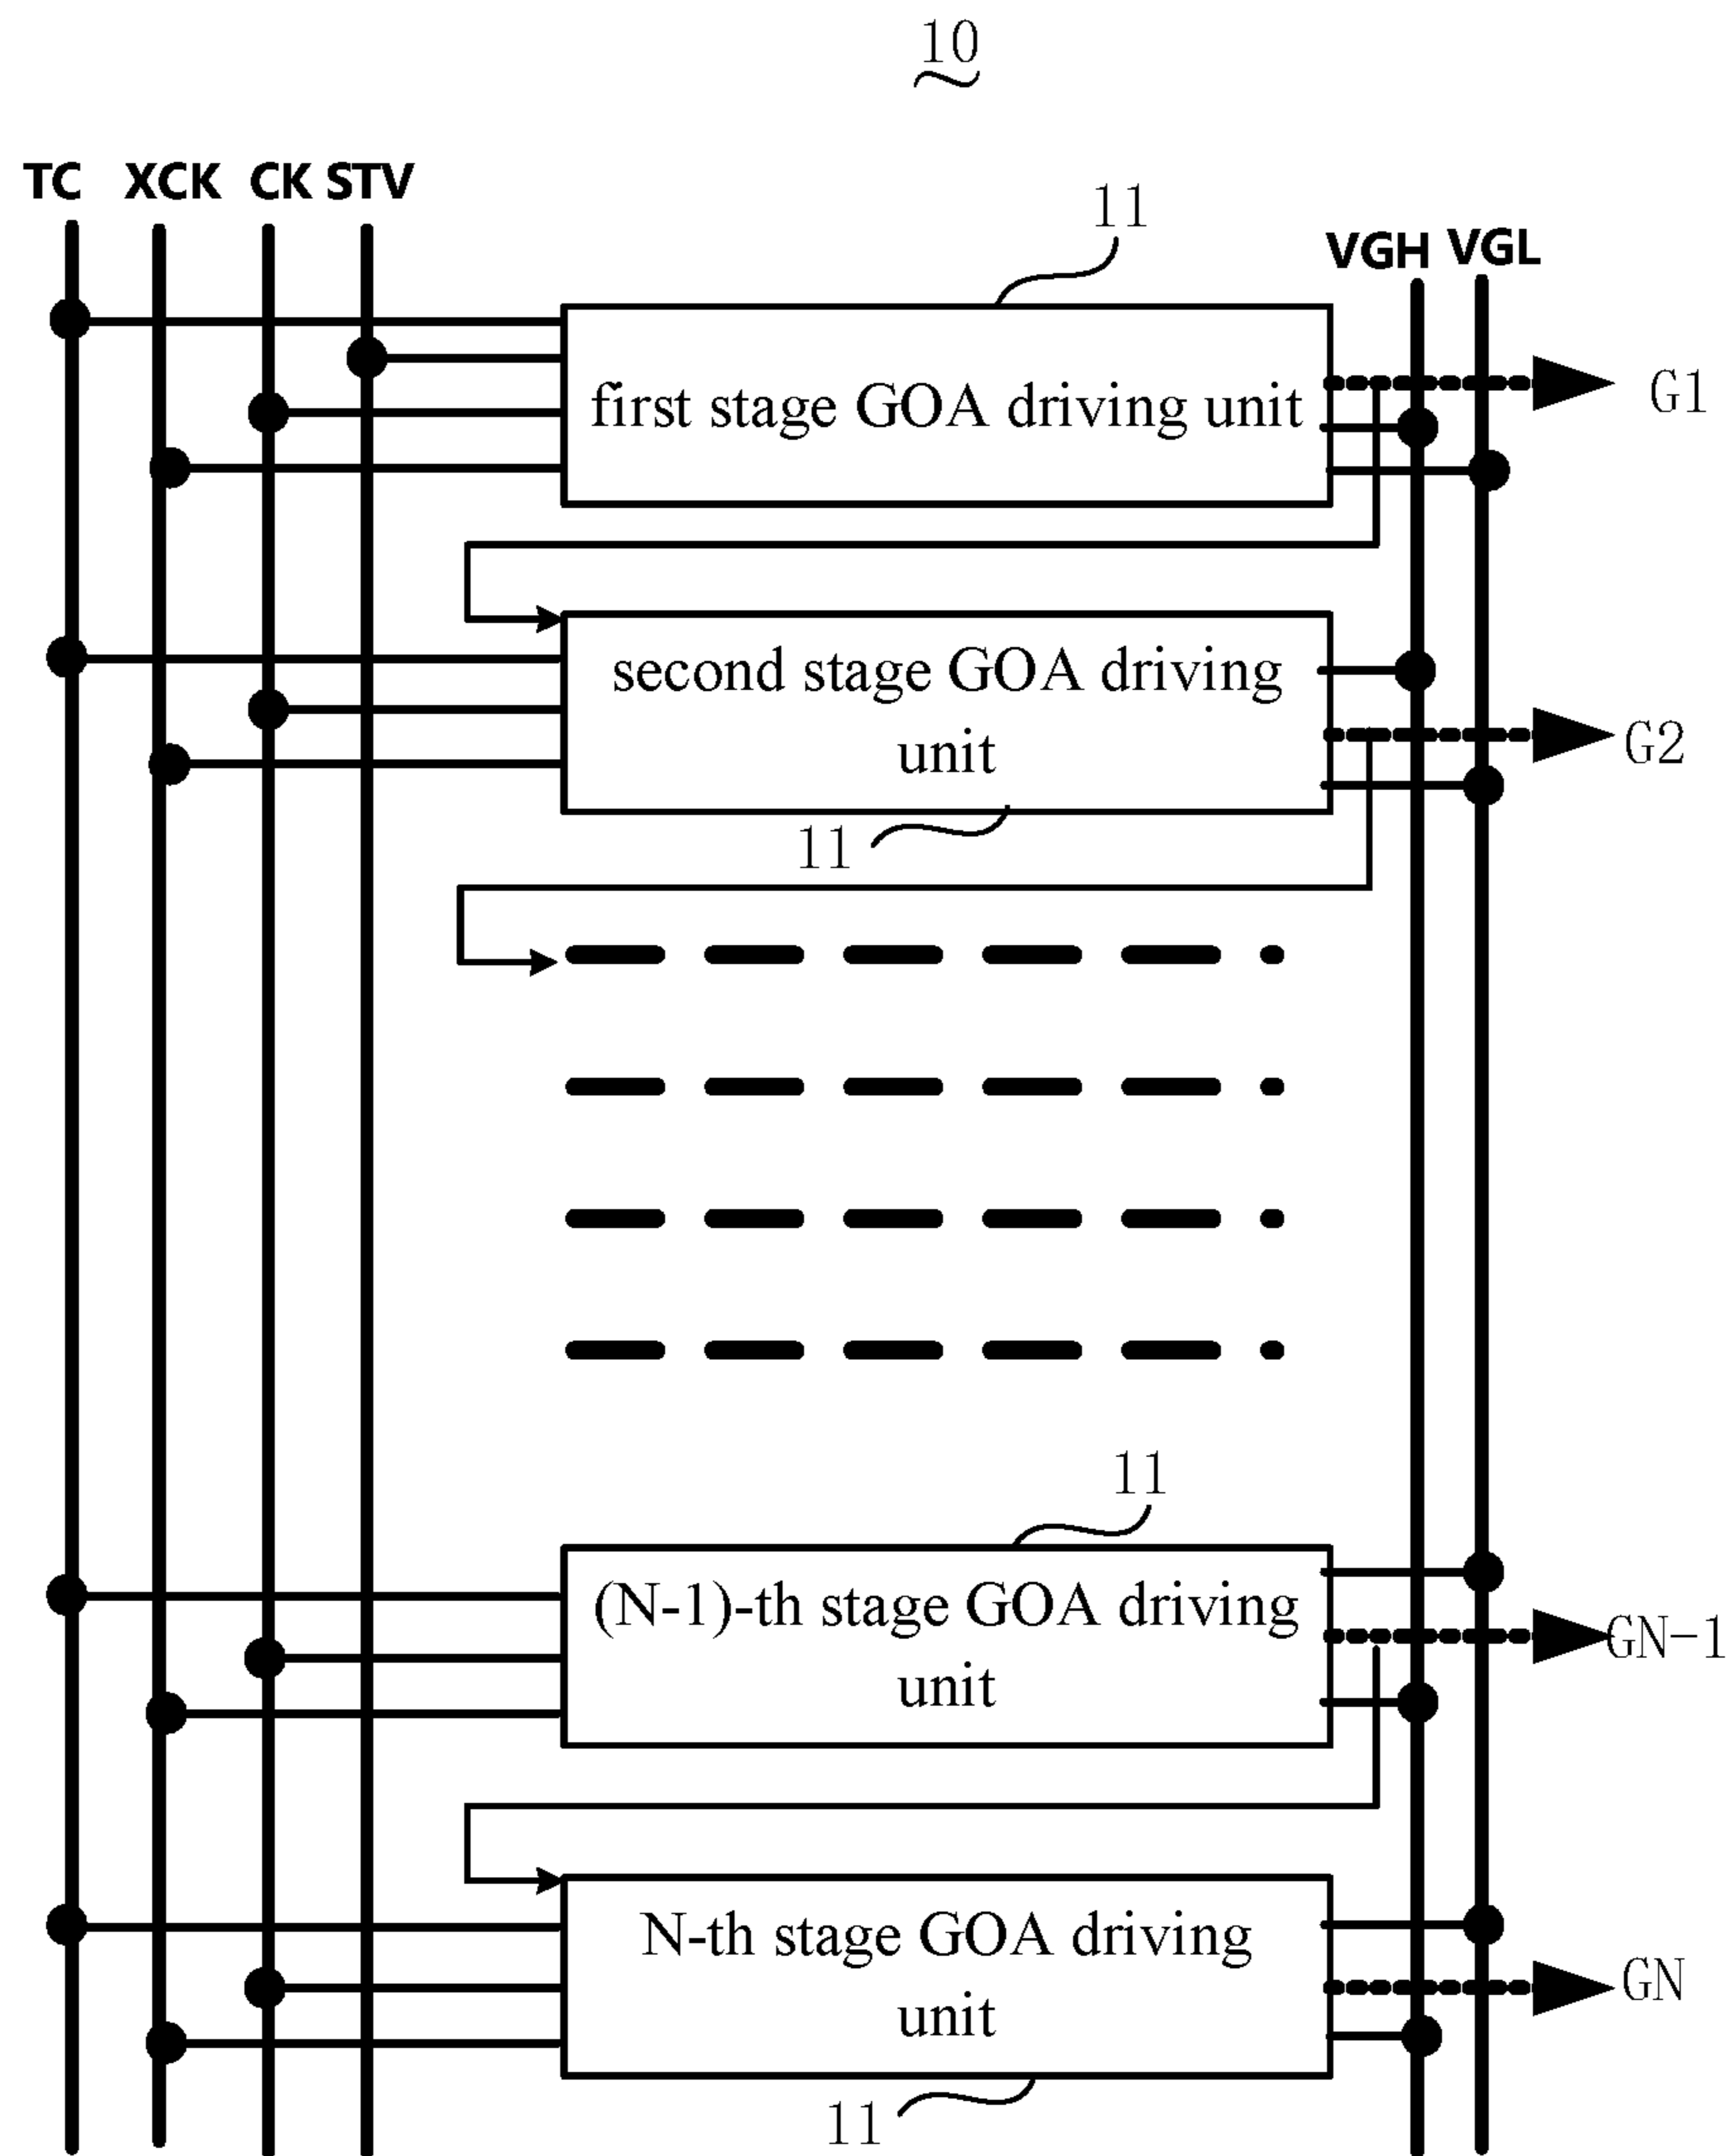 10
TC XCK CK STV
11
VGH VGL
first stage GOA driving unit
G1
second stage GOA driving
unit
G2
11
11
(N-1)-th stage GOA driving
unit
GN-1
N-th stage GOA driving
unit
GN
11